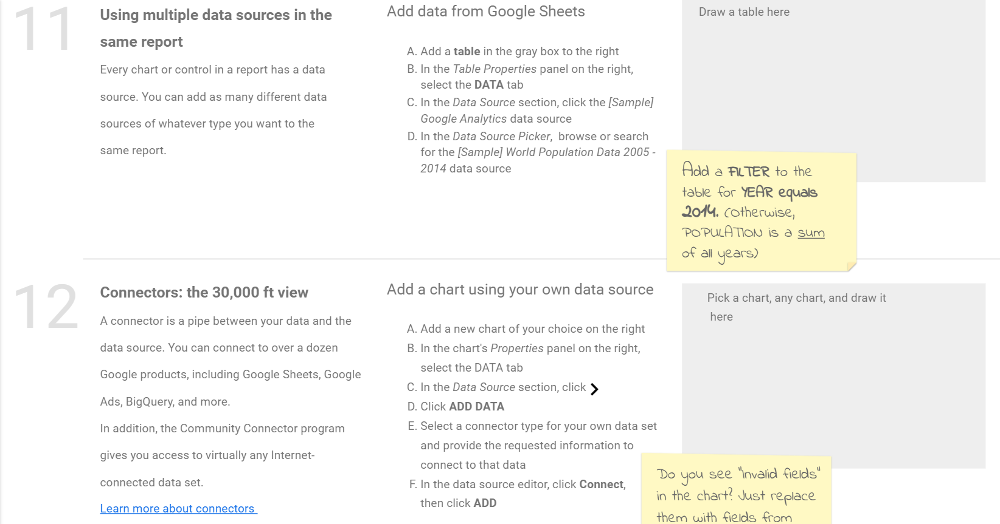 11
Using multiple data sources in the
same report
Every chart or control in a report has a data
source. You can add as many different data
sources of whatever type you want to the
same report.
Add data from Google Sheets
A. Add a table in the gray box to the right
B. In the Table Properties panel on the right,
select the DATA tab
C. In the Data Source section, click the [Sample]
Google Analytics data source
D. In the Data Source Picker,  browse or search
for the [Sample] World Population Data 2005 -
2014 data source
Draw a table here
Add a FILTER to the
table for YEAR equals
2014. (Otherwise,
POPULATION is a sum
of all years)
12
Connectors: the 30,000 ft view
A connector is a pipe between your data and the
data source. You can connect to over a dozen
Google products, including Google Sheets, Google
Ads, BigQuery, and more.
In addition, the Community Connector program
gives you access to virtually any Internet-
connected data set.
Learn more about connectors
Add a chart using your own data source
A. Add a new chart of your choice on the right
B. In the chart's Properties panel on the right,
select the DATA tab
C. In the Data Source section, click
D. Click ADD DATA
E. Select a connector type for your own data set
and provide the requested information to
connect to that data
F. In the data source editor, click Connect,
then click ADD
Pick a chart, any chart, and draw it
here
Do you see "Invalid fields"
in the chart? Just replace
them with fields from